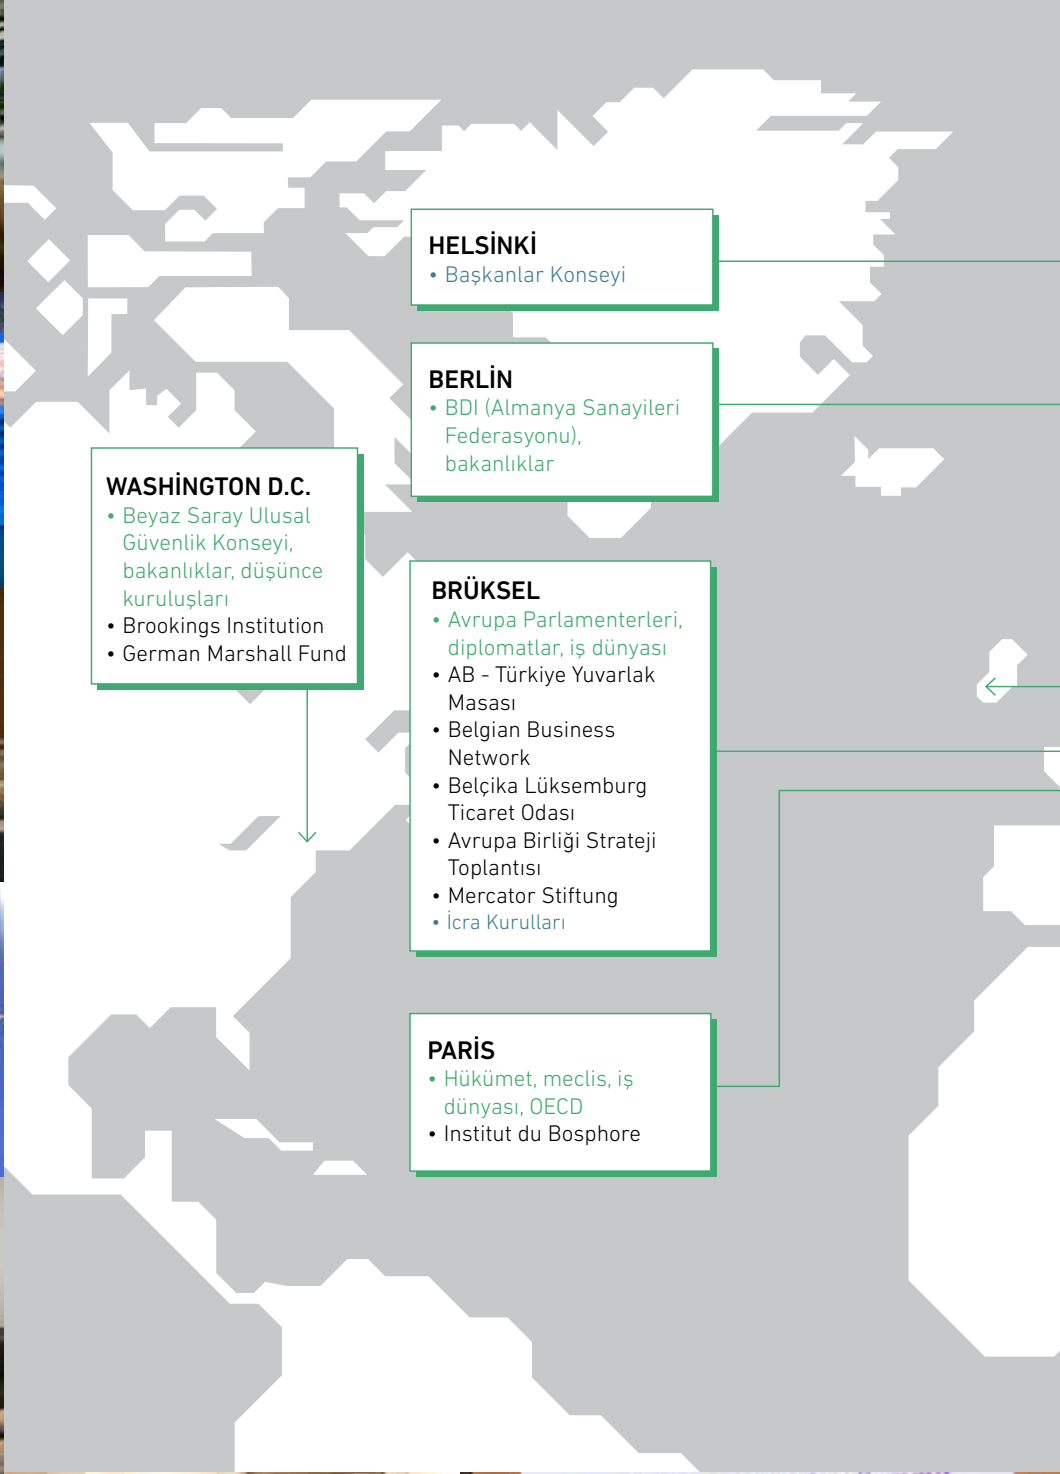 HELSİNKİ
• Başkanlar Konseyi
BERLİN
• BDI (Almanya Sanayileri
Federasyonu),
bakanlıklar
WASHİNGTON D.C.
• Beyaz Saray Ulusal
Güvenlik Konseyi,
bakanlıklar, düşünce
kuruluşları
• Brookings Institution
• German Marshall Fund
BRÜKSEL
• Avrupa Parlamenterleri,
diplomatlar, iş dünyası
• AB - Türkiye Yuvarlak
Masası
• Belgian Business
Network
• Belçika Lüksemburg
Ticaret Odası
• Avrupa Birliği Strateji
Toplantısı
• Mercator Stiftung
• İcra Kurulları
PARİS
• Hükümet, meclis, iş
dünyası, OECD
• Institut du Bosphore